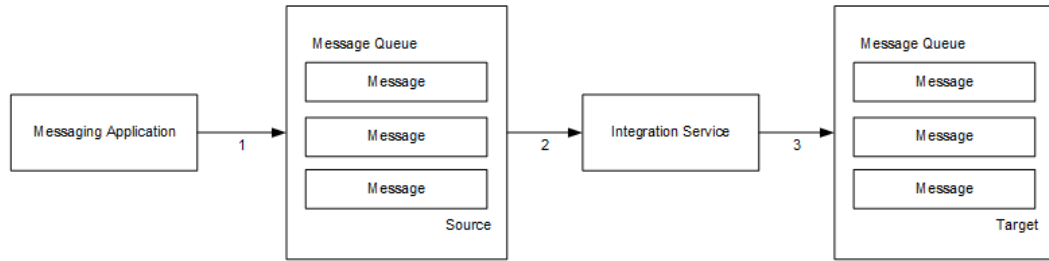 Messaging Application
1
Message Queue
Message
Message
Message
Source
2
Integration Service
3
Message Queue
Message
Message
Message
Target